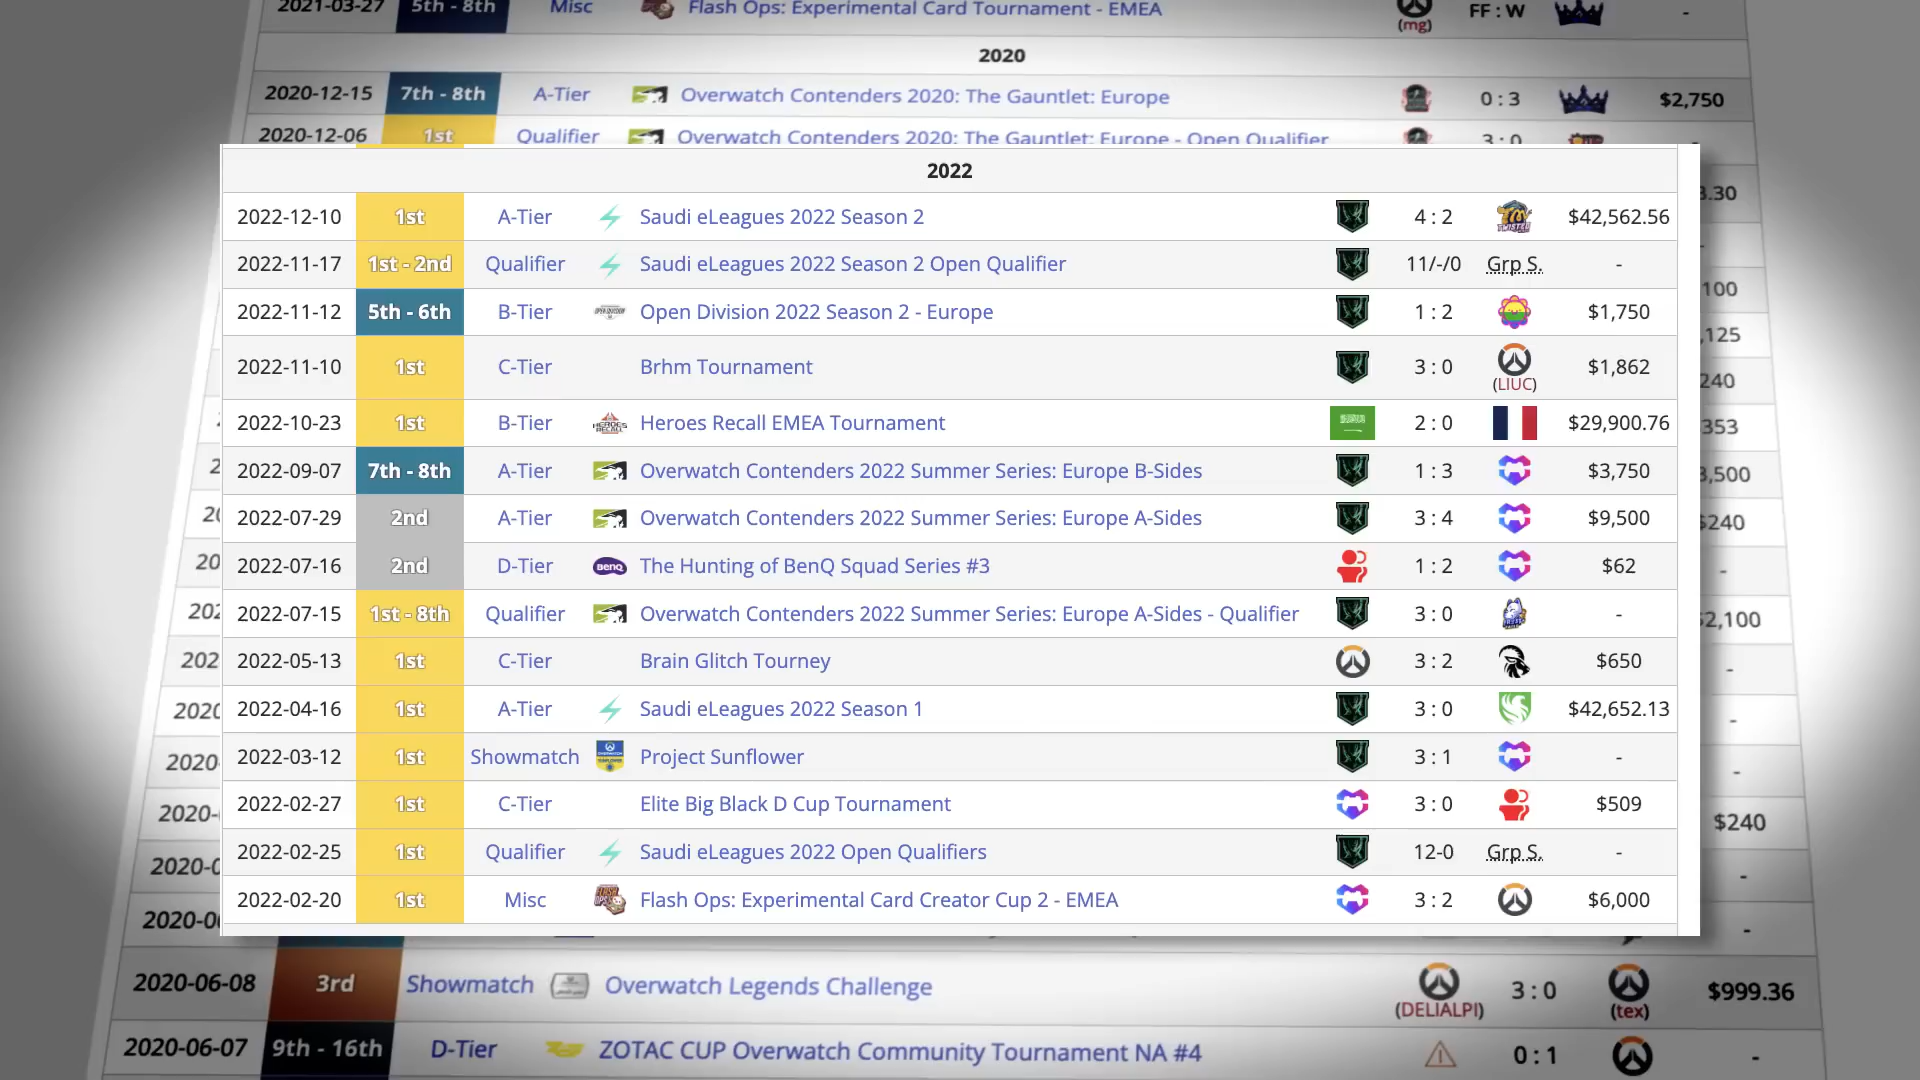 2021-03-27 5th - 8th Misc Flash Ops: Experimental Card Tournament - EMEA (mg) FF : W -
2020
2020-12-15 7th - 8th A-Tier Overwatch Contenders 2020: The Gauntlet: Europe 0 : 3 $2,750
2020-12-06 1st Qualifier Overwatch Contenders 2020: The Gauntlet: Europe - Open Qualifier 3 : 0
2022
2022-12-10 1st A-Tier Saudi eLeagues 2022 Season 2 4 : 2 TWISTED $42,562.56
2022-11-17 1st - 2nd Qualifier Saudi eLeagues 2022 Season 2 Open Qualifier 11/-/0 Grp S. -
2022-11-12 5th - 6th B-Tier OPEN DIVISION Open Division 2022 Season 2 - Europe 1 : 2 $1,750
2022-11-10 1st C-Tier Brhm Tournament 3 : 0 (LIUC) $1,862
2022-10-23 1st B-Tier HEROES RECALL Heroes Recall EMEA Tournament 2 : 0 $29,900.76
2022-09-07 7th - 8th A-Tier Overwatch Contenders 2022 Summer Series: Europe B-Sides 1 : 3 $3,750
2022-07-29 2nd A-Tier Overwatch Contenders 2022 Summer Series: Europe A-Sides 3 : 4 $9,500
2022-07-16 2nd D-Tier BenQ The Hunting of BenQ Squad Series #3 1 : 2 $62
2022-07-15 1st - 8th Qualifier Overwatch Contenders 2022 Summer Series: Europe A-Sides - Qualifier 3 : 0 -
2022-05-13 1st C-Tier Brain Glitch Tourney 3 : 2 $650
2022-04-16 1st A-Tier Saudi eLeagues 2022 Season 1 3 : 0 $42,652.13
2022-03-12 1st Showmatch Project Sunflower 3 : 1 -
2022-02-27 1st C-Tier Elite Big Black D Cup Tournament 3 : 0 $509
2022-02-25 1st Qualifier Saudi eLeagues 2022 Open Qualifiers 12-0 Grp S. -
2022-02-20 1st Misc Flash Ops: Experimental Card Creator Cup 2 - EMEA 3 : 2 $6,000
2020-06-08 3rd Showmatch Overwatch Legends Challenge (DELIALPI) 3 : 0 (tex) $999.36
2020-06-07 9th - 16th D-Tier ZOTAC CUP Overwatch Community Tournament NA #4 0 : 1 -